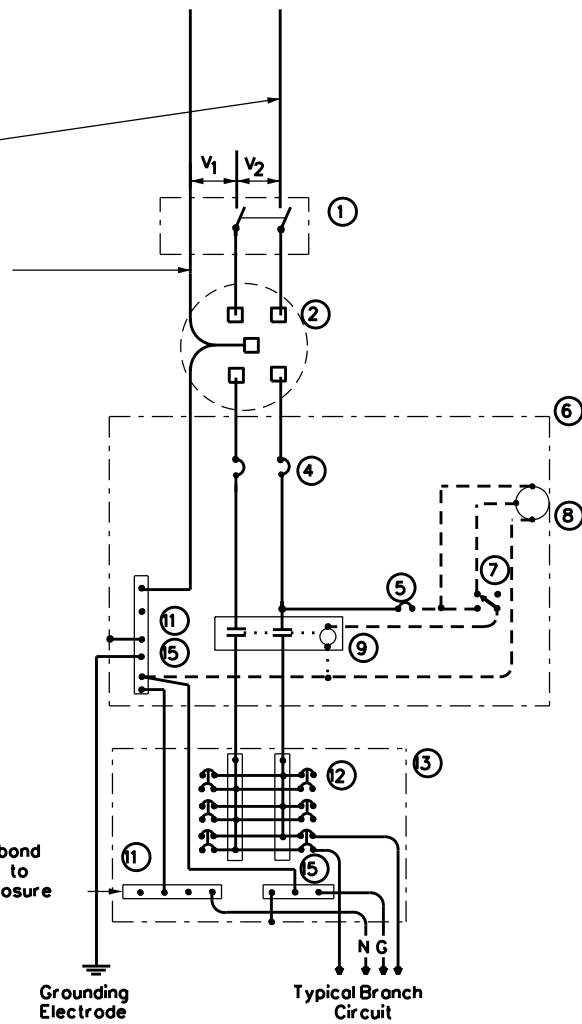 V1 V2
1
2
6
4
8
7
5
11
15
9
13
12
bond
to
osure
11
15
N G
Grounding
Electrode
Typical Branch
Circuit